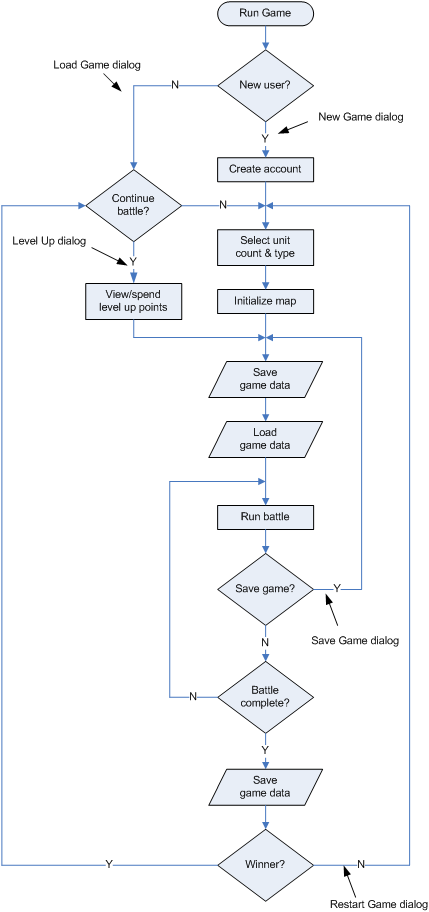 Run Game
Load Game dialog
N
New user?
New Game dialog
Y
Create account
Continue
battle?
N
Level Up dialog
Y
Select unit
count & type
View/spend
level up points
Initialize map
Save
game data
Load
game data
Run battle
Save game?
Y
Save Game dialog
N
Battle
complete?
N
Y
Save
game data
Y
Winner?
N
Restart Game dialog